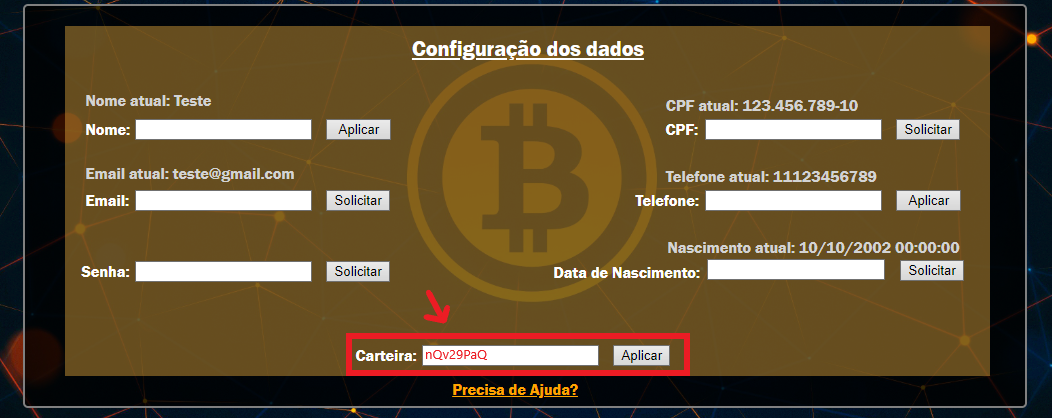 Configuração dos dados
Nome atual: Teste
Nome:
Aplicar
CPF atual: 123.456.789-10
CPF:
Solicitar
Email atual: teste@gmail.com
Email:
Solicitar
Telefone atual: 11123456789
Telefone:
Aplicar
Senha:
Solicitar
Nascimento atual: 10/10/2002 00:00:00
Data de Nascimento:
Solicitar
Carteira: nQv29PaQ
Aplicar
Precisa de Ajuda?